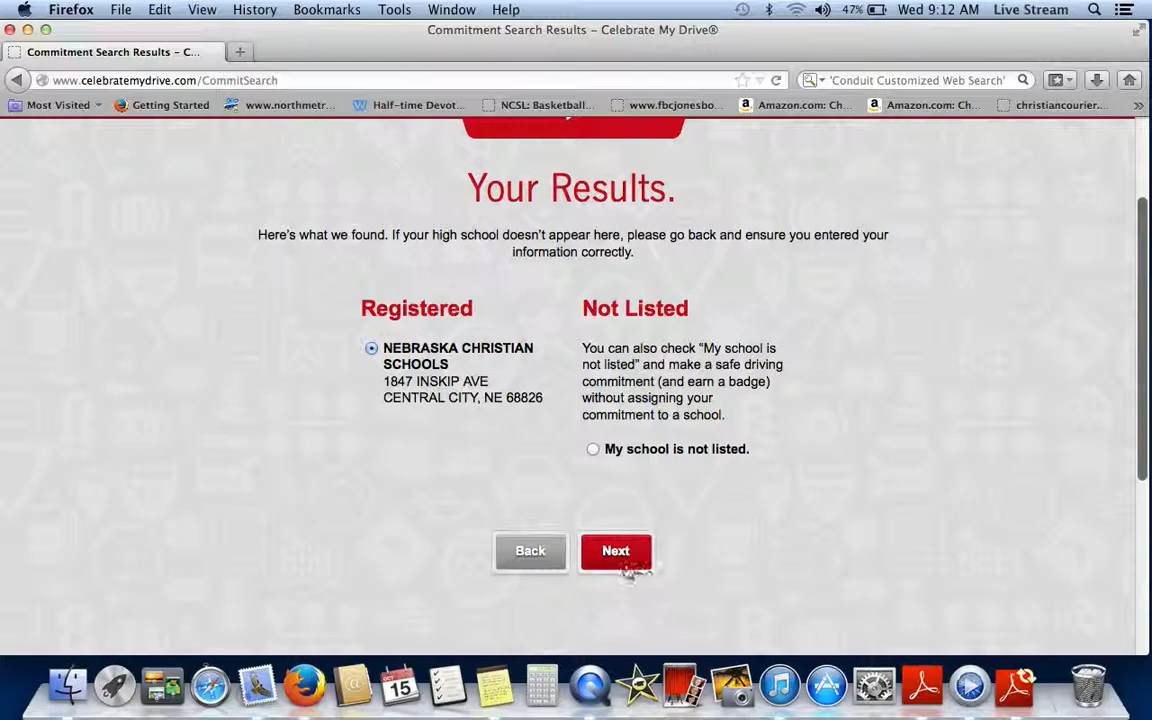 Firefox File Edit View History Bookmarks Tools Window Help 47% Wed 9:12 AM Live Stream
Commitment Search Results – Celebrate My Drive®
Commitment Search Results – C...
www.celebratemydrive.com/CommitSearch
'Conduit Customized Web Search'
Most Visited Getting Started www.northmetr... Half-time Devot... NCSL: Basketball... www.fbcjonesbo... Amazon.com: Ch... Amazon.com: Ch... christiancourier....
Your Results.
Here's what we found. If your high school doesn't appear here, please go back and ensure you entered your
information correctly.
Registered
NEBRASKA CHRISTIAN
SCHOOLS
1847 INSKIP AVE
CENTRAL CITY, NE 68826
Not Listed
You can also check “My school is
not listed” and make a safe driving
commitment (and earn a badge)
without assigning your
commitment to a school.
My school is not listed.
Back Next
OCT
15